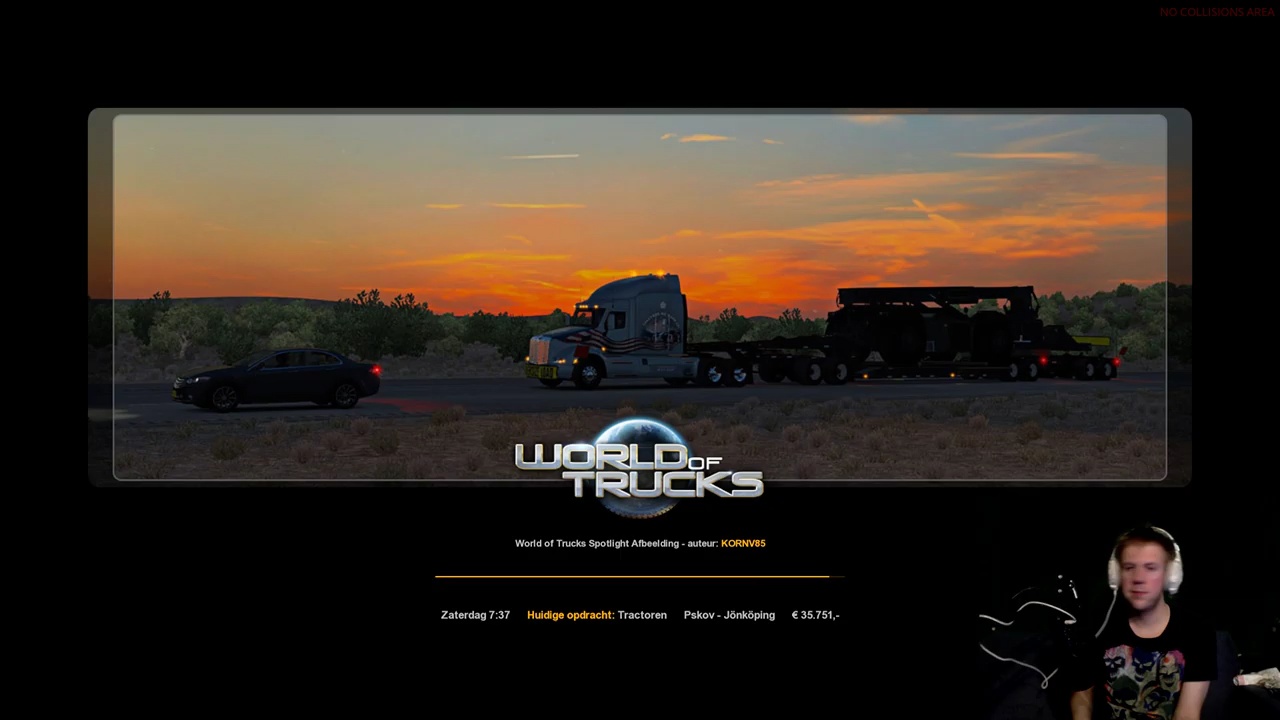 NO COLLISIONS AREA
WORLD OF
TRUCKS
World of Trucks Spotlight Afbeelding - auteur: KORNV85
Zaterdag 7:37 Huidige opdracht: Tractoren Pskov - Jönköping € 35.751,-